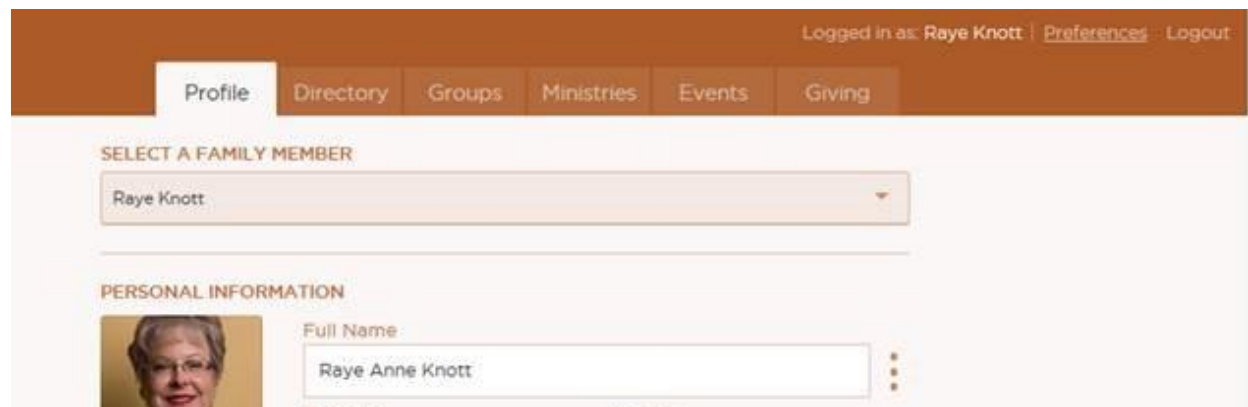 Logged in as: Raye Knott | Preferences Logout
Profile Directory Groups Ministries Events Giving
SELECT A FAMILY MEMBER
Raye Knott
PERSONAL INFORMATION
Full Name
Raye Anne Knott